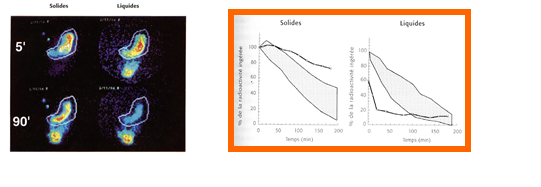 Solides Liquides
5'
90'
Solides
% de la radioactivité ingérée
100
80
60
40
20
0
0 50 100 150 200
Temps (min)
Liquides
% de la radioactivité ingérée
100
80
60
40
20
0
0 50 100 150 200
Temps (min)